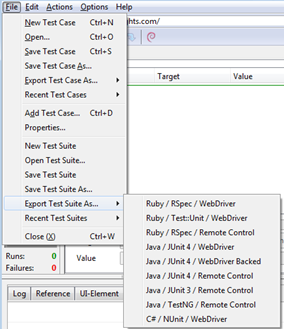 File Edit Actions Options Help
New Test Case Ctrl+N
Open... Ctrl+O
Save Test Case Ctrl+S
Save Test Case As...
Export Test Case As...
Recent Test Cases
Add Test Case... Ctrl+D
Properties...
New Test Suite
Open Test Suite...
Save Test Suite
Save Test Suite As...
Export Test Suite As...
Recent Test Suites
Close (X) Ctrl+W
ghts.com/
Target Value
Ruby / RSpec / WebDriver
Ruby / Test::Unit / WebDriver
Ruby / RSpec / Remote Control
Java / JUnit 4 / WebDriver
Java / JUnit 4 / WebDriver Backed
Java / JUnit 4 / Remote Control
Java / JUnit 3 / Remote Control
Java / TestNG / Remote Control
C# / NUnit / WebDriver
Runs: 0
Failures: 0
Value
Log Reference UI-Element